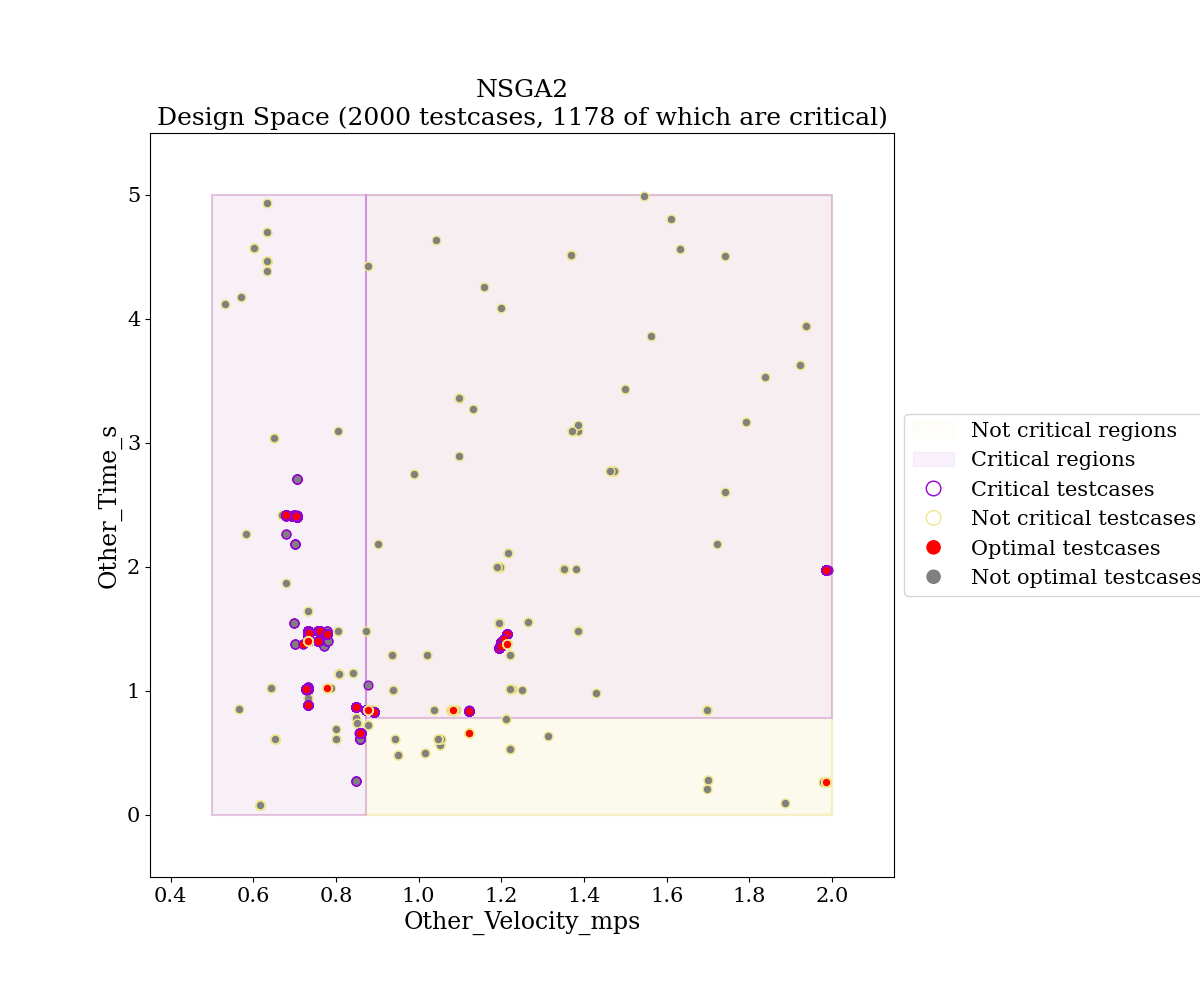 NSGA2
Design Space (2000 testcases, 1178 of which are critical)
5
4
3
2
1
0
Other_Time_s
0.4 0.6 0.8 1.0 1.2 1.4 1.6 1.8 2.0
Other_Velocity_mps
Not critical regions
Critical regions
Critical testcases
Not critical testcases
Optimal testcases
Not optimal testcases